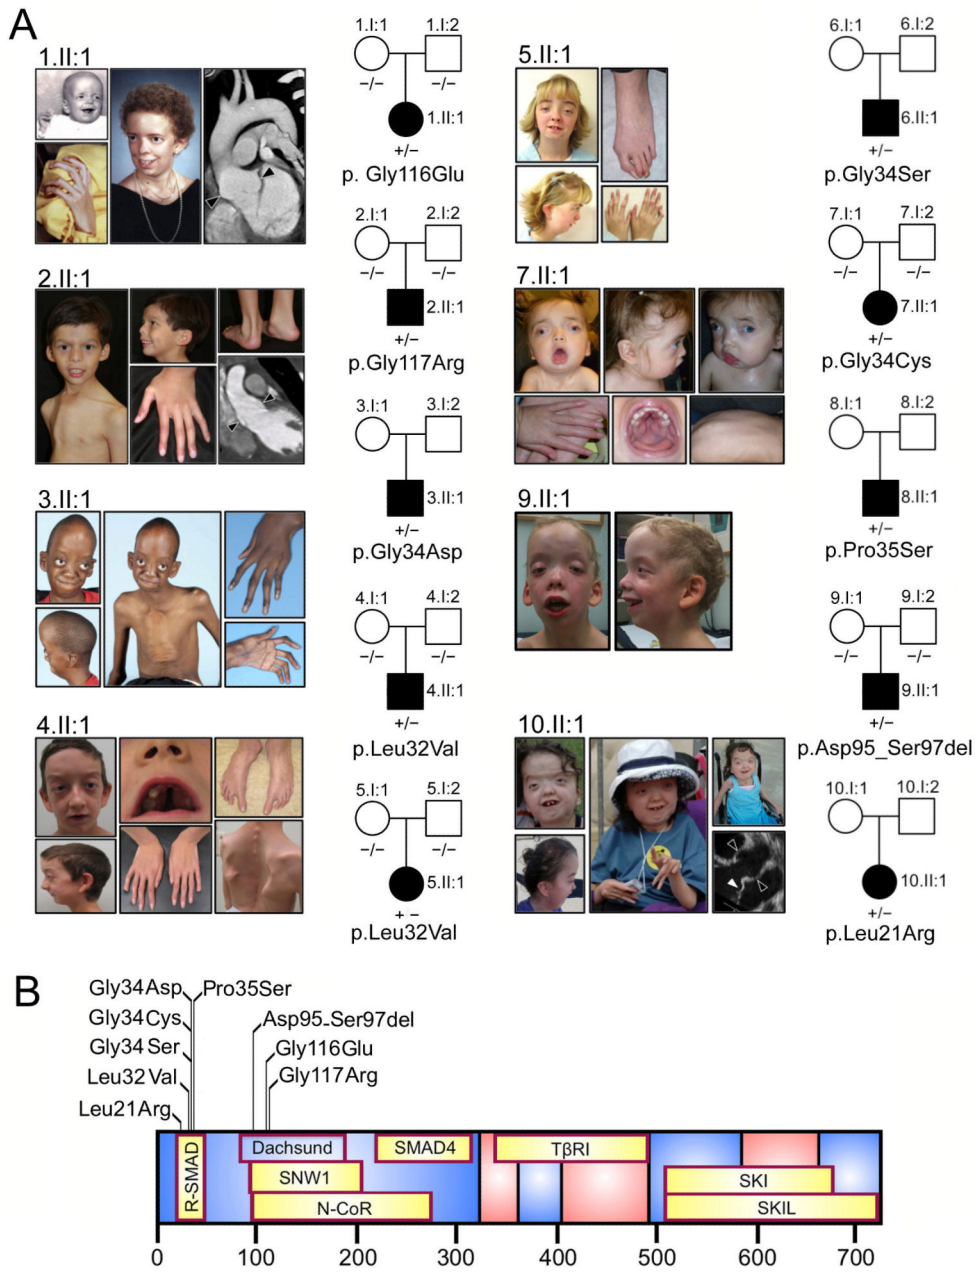 A
1.II:1
1.I:1 1.I:2
−/− −/−
1.II:1
+/−
p. Gly116Glu
2.II:1
2.I:1 2.I:2
−/− −/−
2.II:1
+/−
p.Gly117Arg
3.I:1 3.I:2
3.II:1
+/−
p.Gly34Asp
3.II:1
4.I:1 4.I:2
−/− −/−
4.II:1
+/−
p.Leu32Val
4.II:1
5.I:1 5.I:2
−/− −/−
5.II:1
+ −
p.Leu32Val
5.II:1
6.I:1 6.I:2
6.II:1
+/−
p.Gly34Ser
7.II:1
7.I:1 7.I:2
−/− −/−
7.II:1
+/−
p.Gly34Cys
8.I:1 8.I:2
8.II:1
+/−
p.Pro35Ser
9.II:1
9.I:1 9.I:2
−/− −/−
9.II:1
+/−
p.Asp95_Ser97del
10.II:1
10.I:1 10.I:2
10.II:1
+/−
p.Leu21Arg
B
Gly34Asp Pro35Ser
Gly34Cys Asp95-Ser97del
Gly34Ser Gly116Glu
Leu32Val Gly117Arg
Leu21Arg
R-SMAD
Dachsund SMAD4 TβRI
SNW1 SKI
N-CoR SKIL
0 100 200 300 400 500 600 700